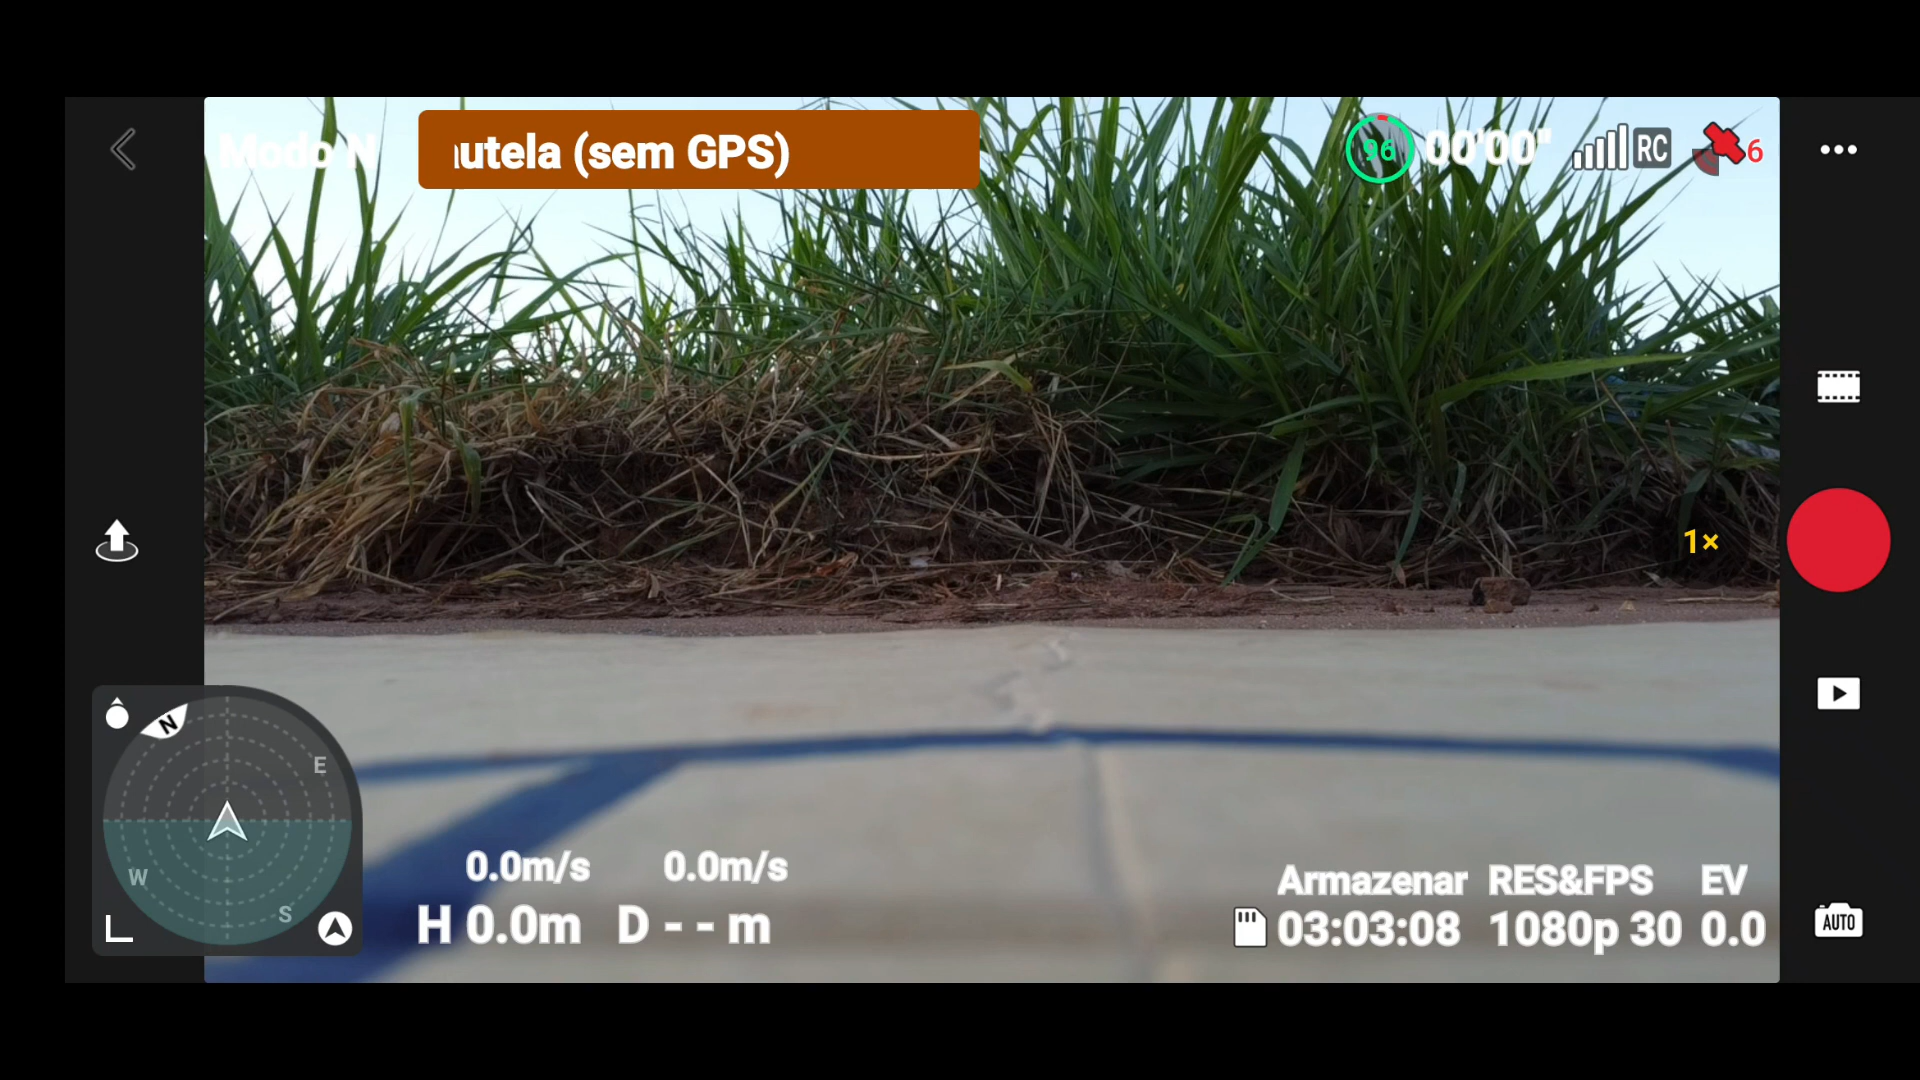 Modo N
utela (sem GPS)
96
00'00"
RC
6
1×
N
E
W
S
0.0m/s 0.0m/s
H 0.0m D - - m
Armazenar RES&FPS EV
03:03:08 1080p 30 0.0
AUTO